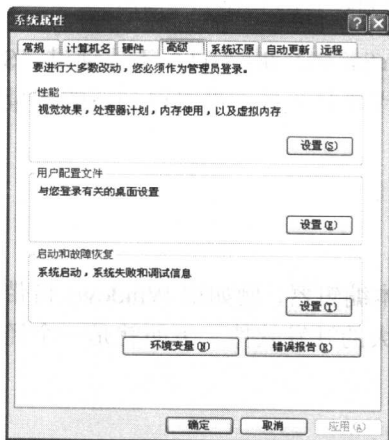 系统属性
常规 计算机名 硬件 高级 系统还原 自动更新 远程
要进行大多数改动，您必须作为管理员登录。
性能
视觉效果，处理器计划，内存使用，以及虚拟内存
设置(S)
用户配置文件
与您登录有关的桌面设置
设置(E)
启动和故障恢复
系统启动，系统失败和调试信息
设置(T)
环境变量(N) 错误报告(R)
确定 取消 应用(A)